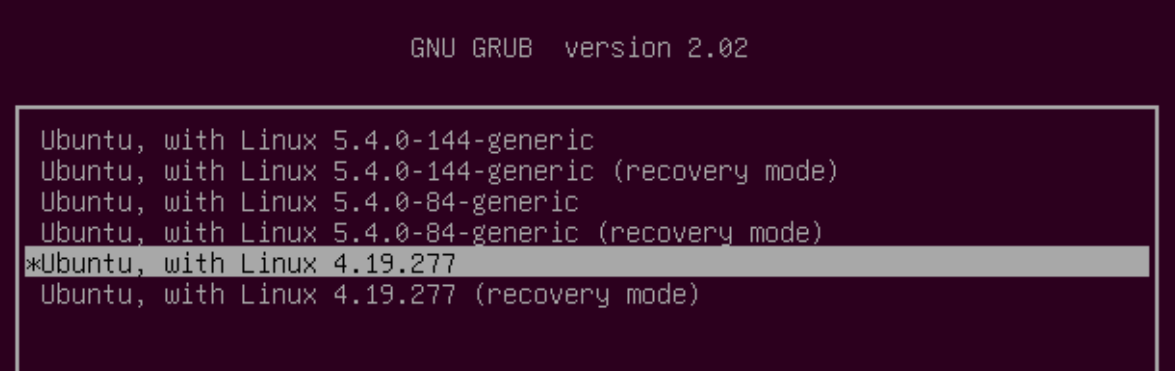 GNU GRUB  version 2.02
Ubuntu, with Linux 5.4.0-144-generic
Ubuntu, with Linux 5.4.0-144-generic (recovery mode)
Ubuntu, with Linux 5.4.0-84-generic
Ubuntu, with Linux 5.4.0-84-generic (recovery mode)
*Ubuntu, with Linux 4.19.277
Ubuntu, with Linux 4.19.277 (recovery mode)